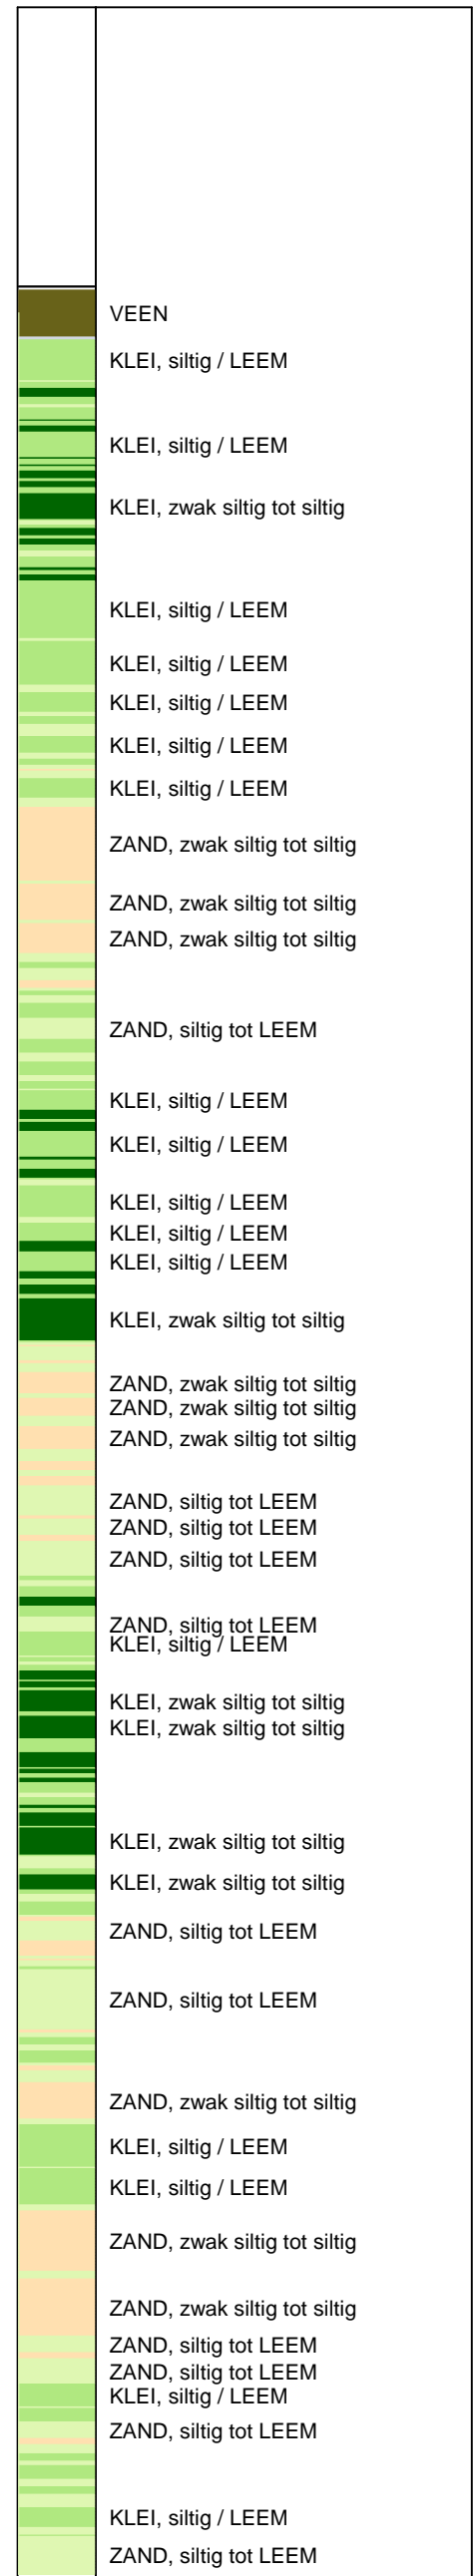 VEEN
KLEI, siltig / LEEM
KLEI, siltig / LEEM
KLEI, zwak siltig tot siltig
KLEI, siltig / LEEM
KLEI, siltig / LEEM
KLEI, siltig / LEEM
KLEI, siltig / LEEM
KLEI, siltig / LEEM
ZAND, zwak siltig tot siltig
ZAND, zwak siltig tot siltig
ZAND, zwak siltig tot siltig
ZAND, siltig tot LEEM
KLEI, siltig / LEEM
KLEI, siltig / LEEM
KLEI, siltig / LEEM
KLEI, siltig / LEEM
KLEI, siltig / LEEM
KLEI, zwak siltig tot siltig
ZAND, zwak siltig tot siltig
ZAND, zwak siltig tot siltig
ZAND, zwak siltig tot siltig
ZAND, siltig tot LEEM
ZAND, siltig tot LEEM
ZAND, siltig tot LEEM
ZAND, siltig tot LEEM
KLEI, siltig / LEEM
KLEI, zwak siltig tot siltig
KLEI, zwak siltig tot siltig
KLEI, zwak siltig tot siltig
KLEI, zwak siltig tot siltig
ZAND, siltig tot LEEM
ZAND, siltig tot LEEM
ZAND, zwak siltig tot siltig
KLEI, siltig / LEEM
KLEI, siltig / LEEM
ZAND, zwak siltig tot siltig
ZAND, zwak siltig tot siltig
ZAND, siltig tot LEEM
ZAND, siltig tot LEEM
KLEI, siltig / LEEM
ZAND, siltig tot LEEM
KLEI, siltig / LEEM
ZAND, siltig tot LEEM